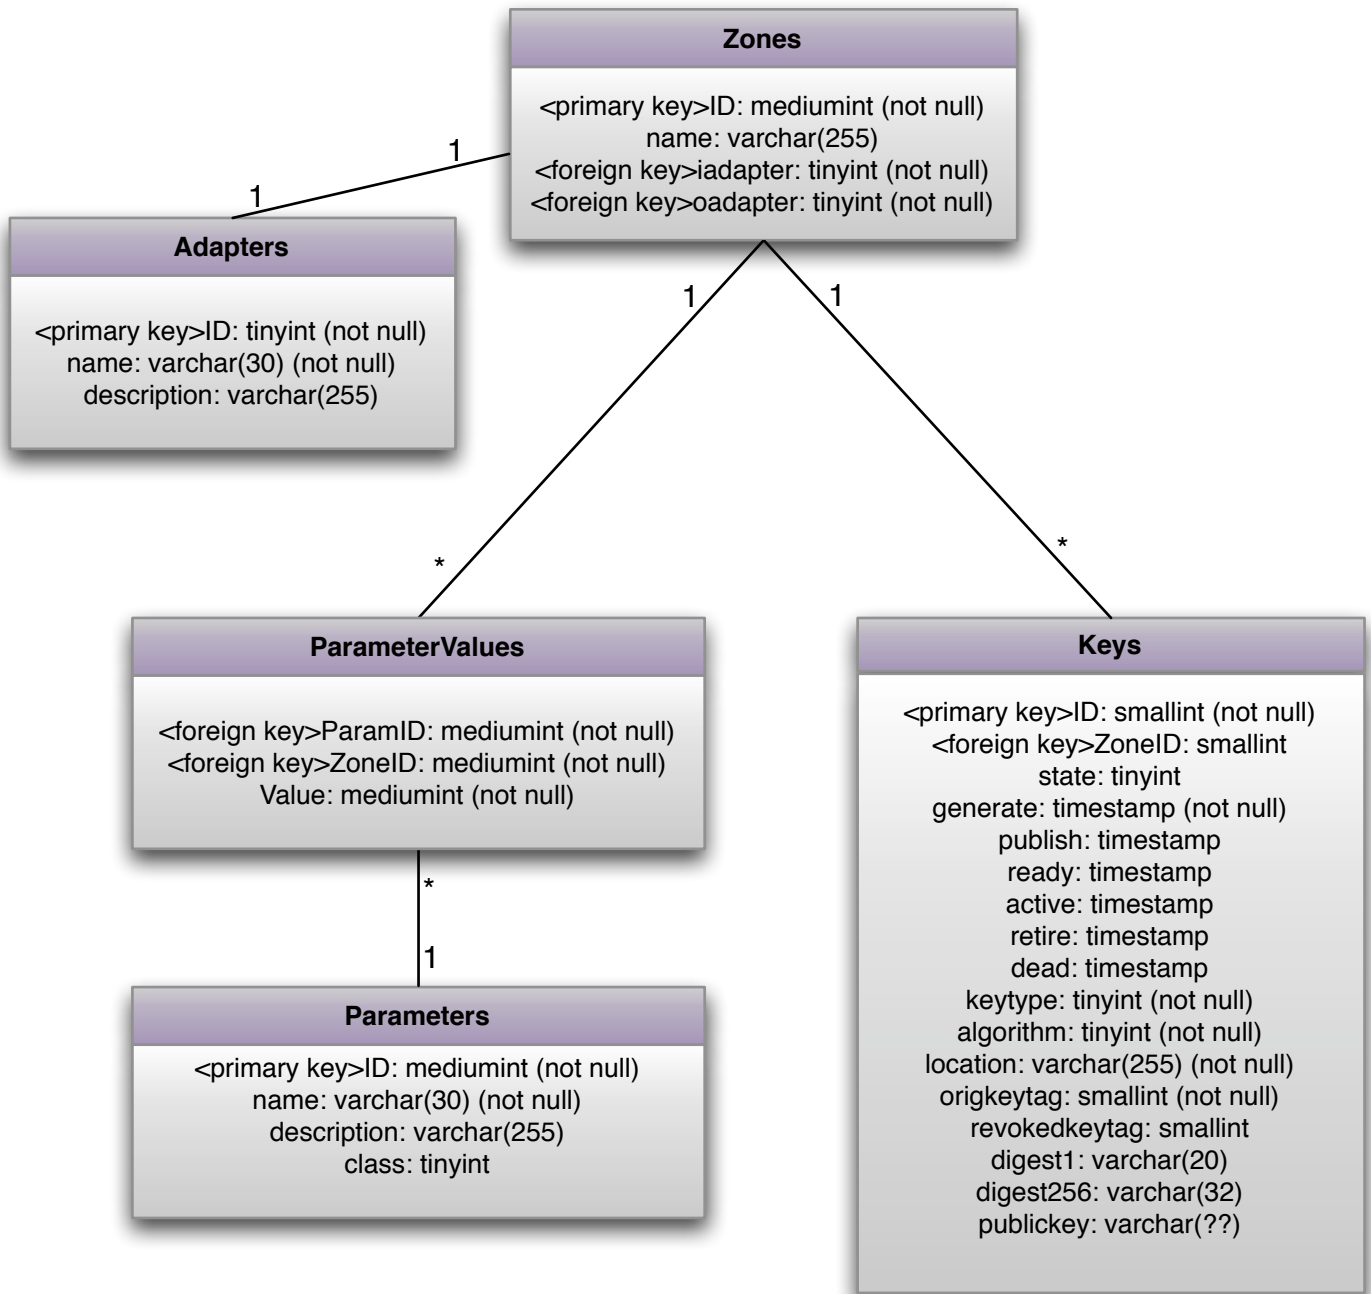 Zones
<primary key>ID: mediumint (not null)
name: varchar(255)
<foreign key>iadapter: tinyint (not null)
<foreign key>oadapter: tinyint (not null)
1
1
Adapters
<primary key>ID: tinyint (not null)
name: varchar(30) (not null)
description: varchar(255)
1
1
*
*
ParameterValues
<foreign key>ParamID: mediumint (not null)
<foreign key>ZoneID: mediumint (not null)
Value: mediumint (not null)
*
1
Parameters
<primary key>ID: mediumint (not null)
name: varchar(30) (not null)
description: varchar(255)
class: tinyint
Keys
<primary key>ID: smallint (not null)
<foreign key>ZoneID: smallint
state: tinyint
generate: timestamp (not null)
publish: timestamp
ready: timestamp
active: timestamp
retire: timestamp
dead: timestamp
keytype: tinyint (not null)
algorithm: tinyint (not null)
location: varchar(255) (not null)
origkeytag: smallint (not null)
revokedkeytag: smallint
digest1: varchar(20)
digest256: varchar(32)
publickey: varchar(??)